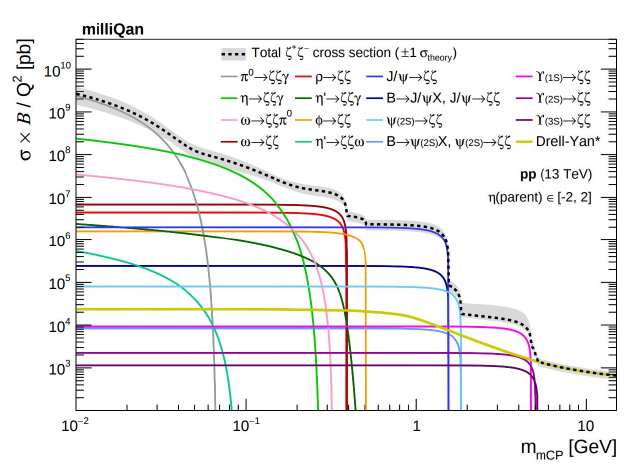 milliQan
σ × B / Q² [pb]
Total ζ⁺ζ⁻ cross section (±1 σtheory)
π⁰→ζζγ ρ→ζζ J/ψ→ζζ ϒ(1S)→ζζ
η→ζζγ η'→ζζγ B→J/ψX, J/ψ→ζζ ϒ(2S)→ζζ
ω→ζζπ⁰ ϕ→ζζ ψ(2S)→ζζ ϒ(3S)→ζζ
ω→ζζ η'→ζζω B→ψ(2S)X, ψ(2S)→ζζ Drell-Yan*
pp (13 TeV)
η(parent) ∈ [-2, 2]
10¹⁰
10⁹
10⁸
10⁷
10⁶
10⁵
10⁴
10³
10⁻² 10⁻¹ 1 10
mmCP [GeV]